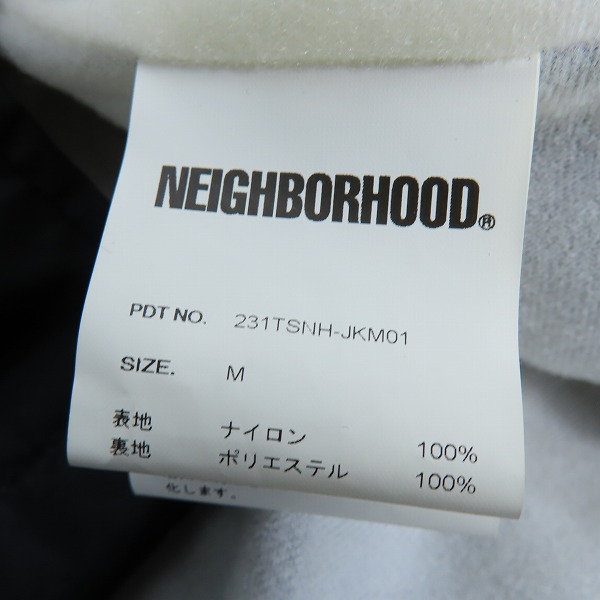 NEIGHBORHOOD®
PDT NO. 231TSNH-JKM01
SIZE. M
表地 ナイロン 100%
裏地 ポリエステル 100%
化します。